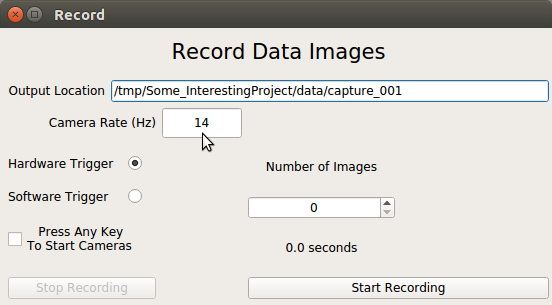 Record
Record Data Images
Output Location /tmp/Some_InterestingProject/data/capture_001
Camera Rate (Hz) 14
Hardware Trigger
Number of Images
Software Trigger
0
Press Any Key
To Start Cameras
0.0 seconds
Stop Recording Start Recording